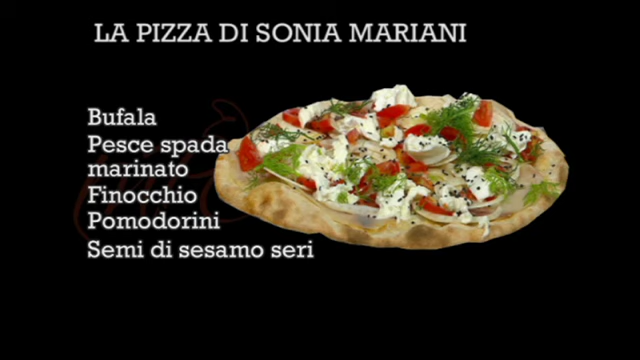 LA PIZZA DI SONIA MARIANI
Bufala
Pesce spada
marinato
Finocchio
Pomodorini
Semi di sesamo seri